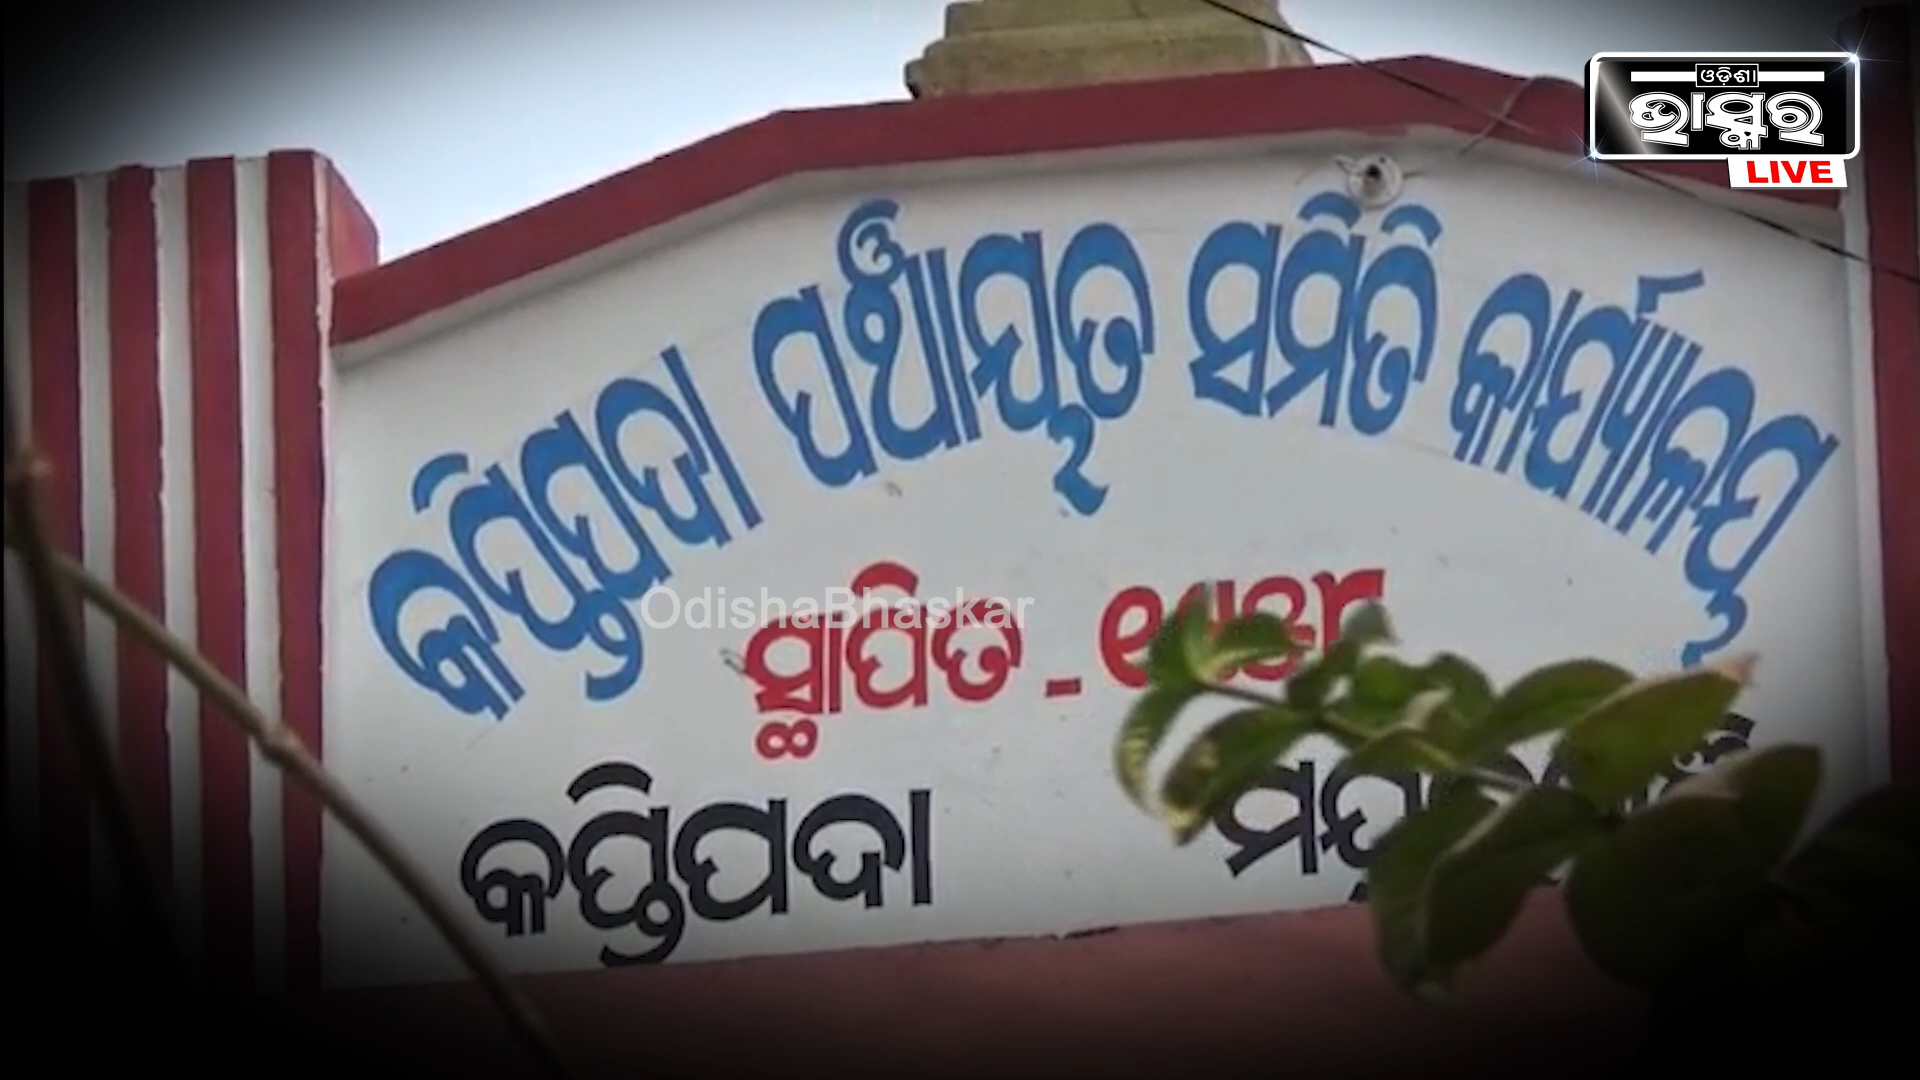 ଓଡ଼ିଶା
ଭାସ୍କର
LIVE
କପ୍ତିପଦା ପଞ୍ଚାୟତ ସମିତି କାର୍ଯ୍ୟାଳୟ
OdishaBhaskar
ସ୍ଥାପିତ -
କପ୍ତିପଦା